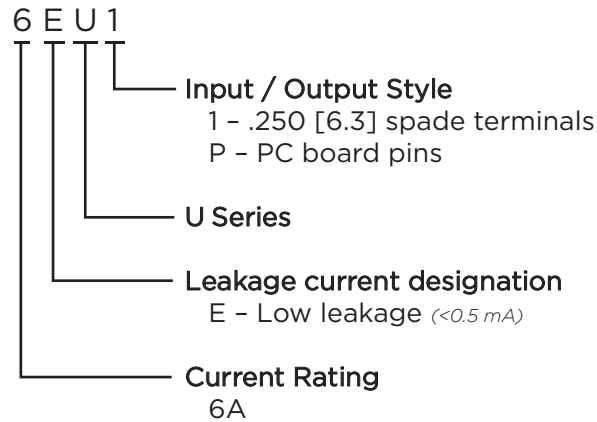 6 E U 1
Input / Output Style
1 – .250 [6.3] spade terminals
P – PC board pins
U Series
Leakage current designation
E – Low leakage (<0.5 mA)
Current Rating
6A